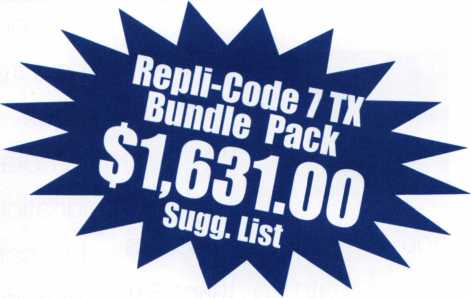 Repli-Code 7 TX
Bundle Pack
$1,631.00
Sugg. List